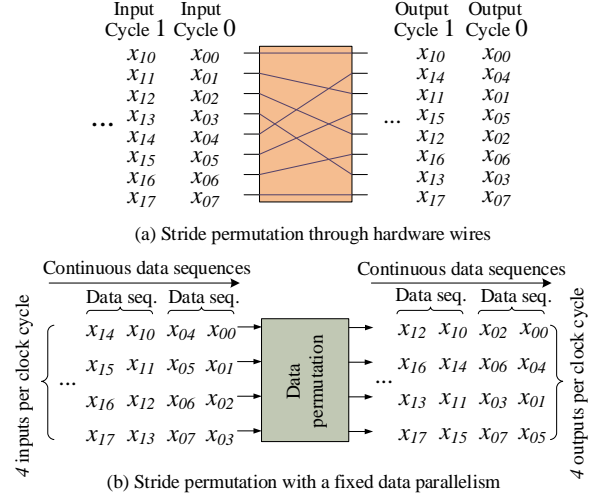 Input Input Output Output
Cycle 1 Cycle 0 Cycle 1 Cycle 0
x10 x00 x10 x00
x11 x01 x14 x04
x12 x02 x11 x01
... x13 x03 ... x15 x05
x14 x04 x12 x02
x15 x05 x16 x06
x16 x06 x13 x03
x17 x07 x17 x07
(a) Stride permutation through hardware wires
Continuous data sequences Continuous data sequences
Data seq. Data seq. Data seq. Data seq.
4 inputs per clock cycle
x14 x10 x04 x00 x12 x10 x02 x00
x15 x11 x05 x01 x16 x14 x06 x04
... ...
x16 x12 x06 x02 x13 x11 x03 x01
x17 x13 x07 x03 x17 x15 x07 x05
Data
permutation
4 outputs per clock cycle
(b) Stride permutation with a fixed data parallelism